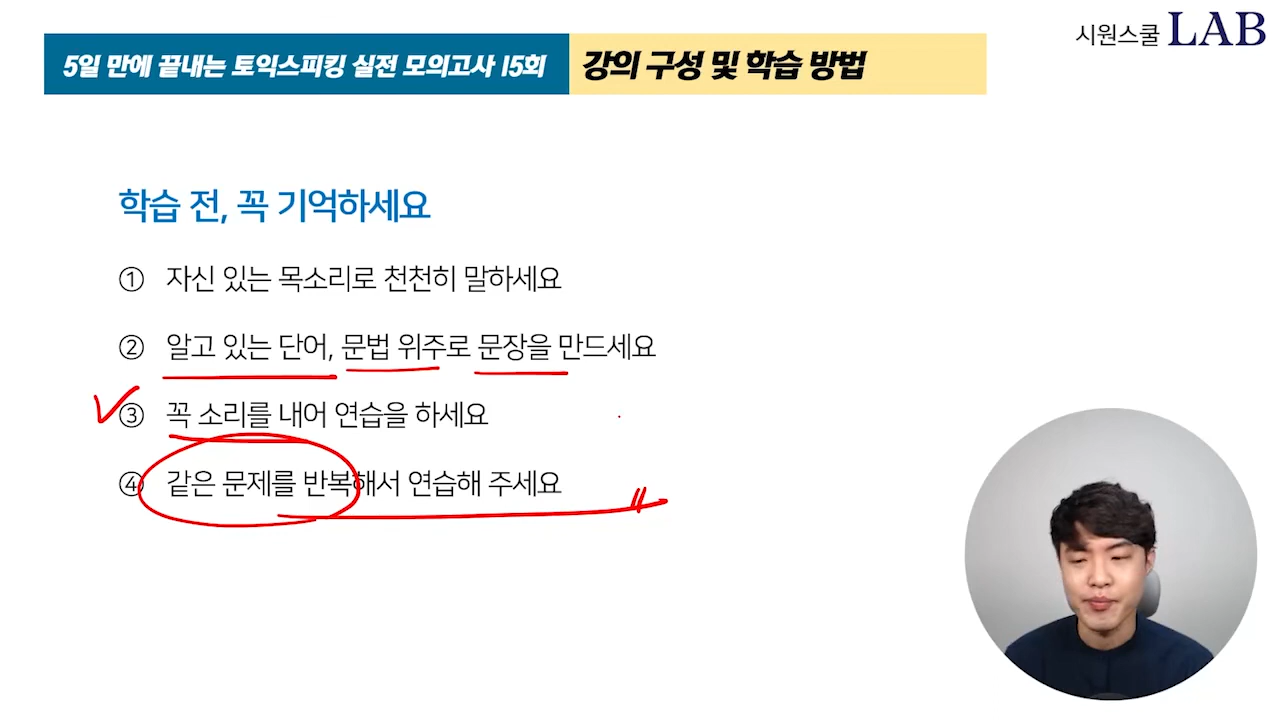 시원스쿨 LAB
5일 만에 끝내는 토익스피킹 실전 모의고사 15회 강의 구성 및 학습 방법
학습 전, 꼭 기억하세요
① 자신 있는 목소리로 천천히 말하세요
② 알고 있는 단어, 문법 위주로 문장을 만드세요
③ 꼭 소리를 내어 연습을 하세요
④ 같은 문제를 반복해서 연습해 주세요